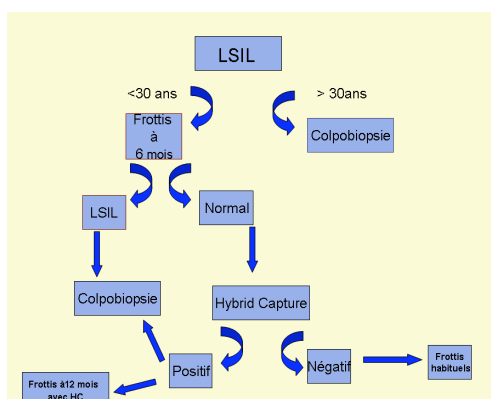 LSIL
<30 ans
> 30ans
Frottis
à
6 mois
Colpobiopsie
LSIL
Normal
Colpobiopsie
Hybrid Capture
Positif
Négatif
Frottis
habituels
Frottis à12 mois
avec HC